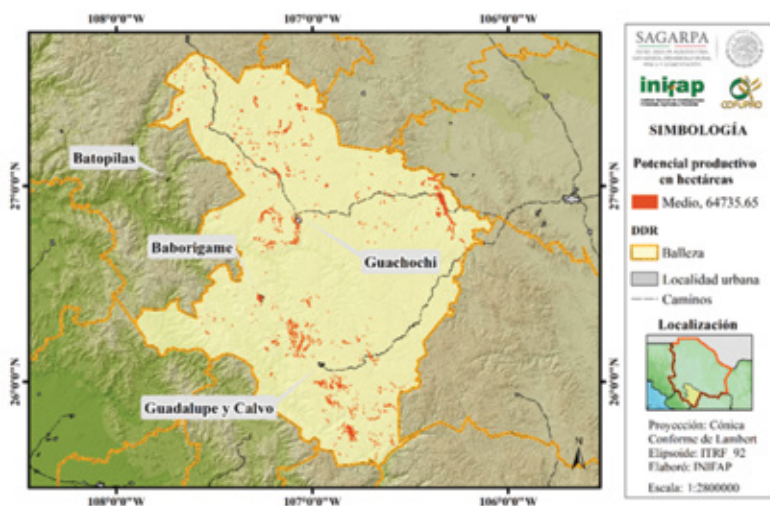 108°0'0"W 107°0'0"W 106°0'0"W
27°0'0"N
26°0'0"N
Batopilas
Baborigame
Guachochi
Guadalupe y Calvo
108°0'0"W 107°0'0"W 106°0'0"W
27°0'0"N
26°0'0"N
SAGARPA
inifap
COFUPRO
SIMBOLOGÍA
Potencial productivo
en hectáreas
Medio, 64735.65
DDR
Balleza
Localidad urbana
Caminos
Localización
Proyección: Cónica
Conforme de Lambert
Elipsoide: ITRF 92
Elaboró: INIFAP
Escala: 1:2800000
N